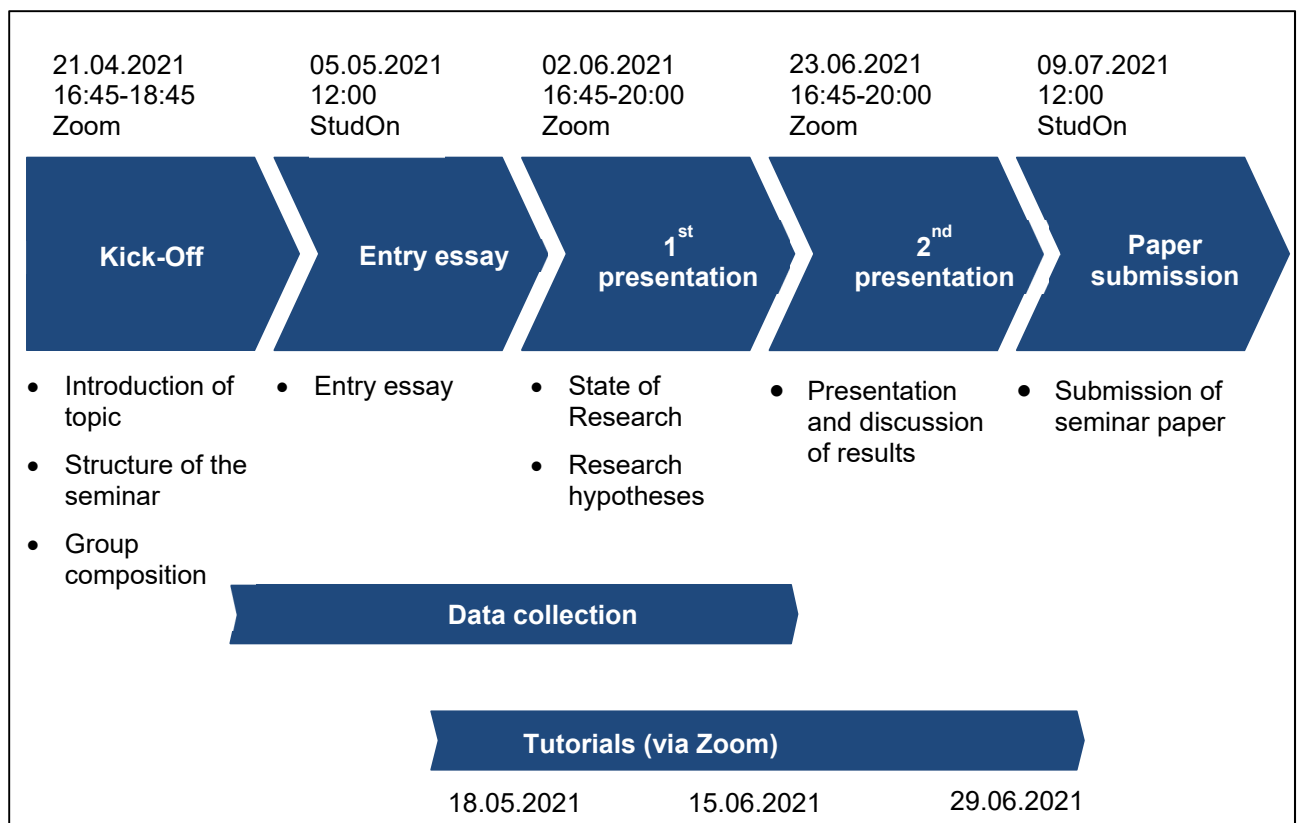 21.04.2021
16:45-18:45
Zoom
05.05.2021
12:00
StudOn
02.06.2021
16:45-20:00
Zoom
23.06.2021
16:45-20:00
Zoom
09.07.2021
12:00
StudOn
Kick-Off
Entry essay
1st
presentation
2nd
presentation
Paper
submission
• Introduction of
topic
• Structure of the
seminar
• Group
composition
• Entry essay
• State of
Research
• Research
hypotheses
• Presentation
and discussion
of results
• Submission of
seminar paper
Data collection
Tutorials (via Zoom)
18.05.2021
15.06.2021
29.06.2021